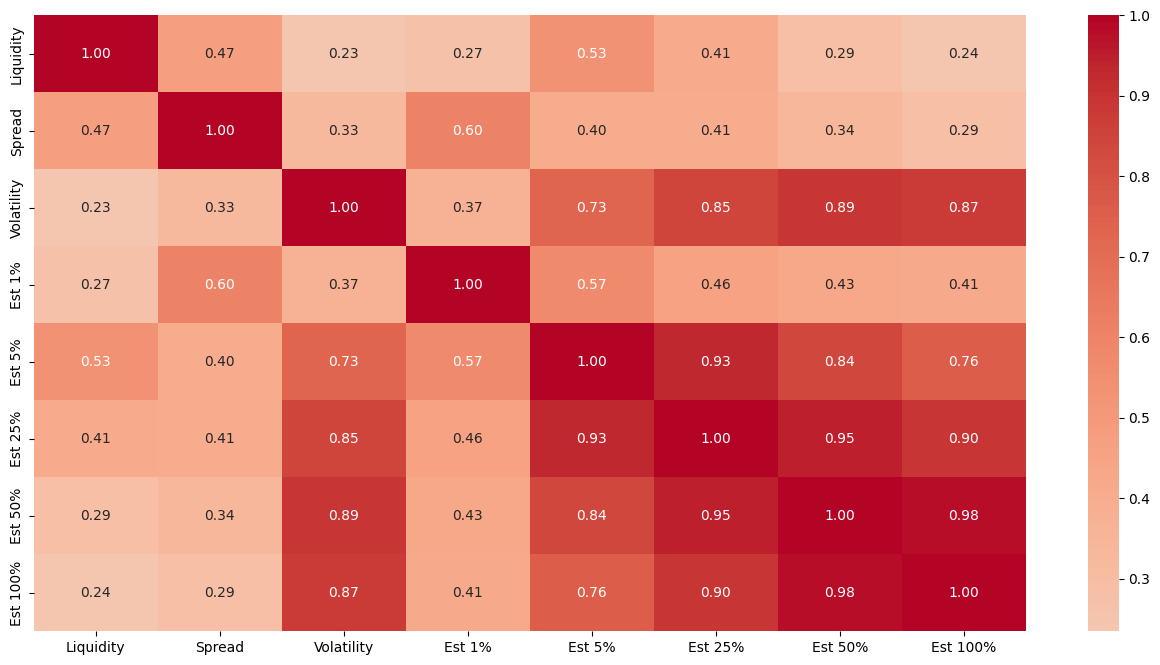 Liquidity 1.00 0.47 0.23 0.27 0.53 0.41 0.29 0.24
Spread 0.47 1.00 0.33 0.60 0.40 0.41 0.34 0.29
Volatility 0.23 0.33 1.00 0.37 0.73 0.85 0.89 0.87
Est 1% 0.27 0.60 0.37 1.00 0.57 0.46 0.43 0.41
Est 5% 0.53 0.40 0.73 0.57 1.00 0.93 0.84 0.76
Est 25% 0.41 0.41 0.85 0.46 0.93 1.00 0.95 0.90
Est 50% 0.29 0.34 0.89 0.43 0.84 0.95 1.00 0.98
Est 100% 0.24 0.29 0.87 0.41 0.76 0.90 0.98 1.00
Liquidity Spread Volatility Est 1% Est 5% Est 25% Est 50% Est 100%
1.0
0.9
0.8
0.7
0.6
0.5
0.4
0.3